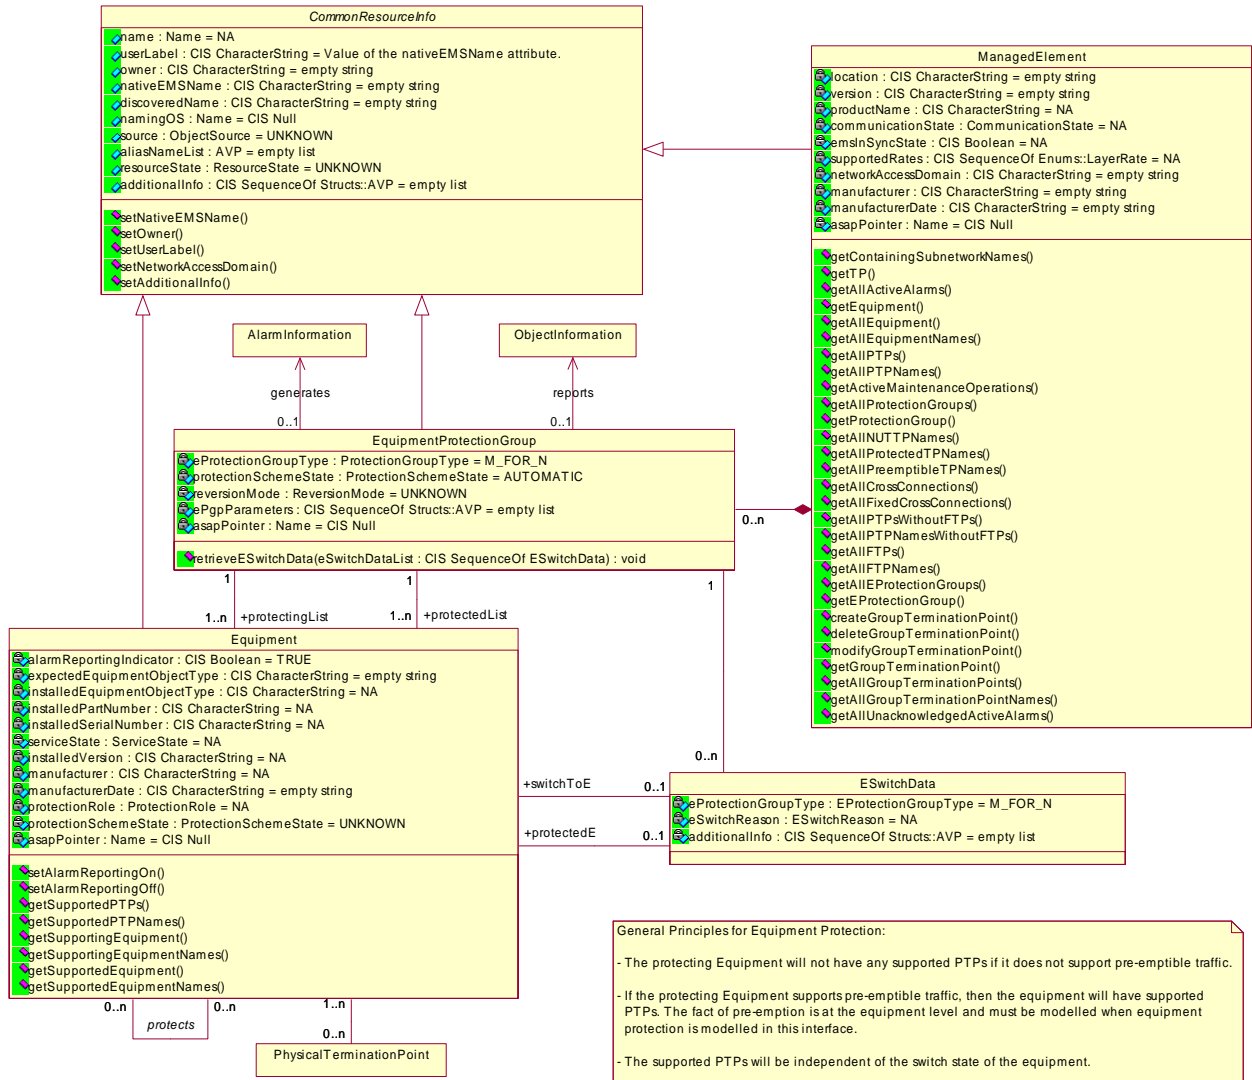 CommonResourceInfo
name : Name = NA
userLabel : CIS CharacterString = Value of the nativeEMSName attribute.
owner : CIS CharacterString = empty string
nativeEMSName : CIS CharacterString = empty string
discoveredName : CIS CharacterString = empty string
namingOS : Name = CIS Null
source : ObjectSource = UNKNOWN
aliasNameList : AVP = empty list
resourceState : ResourceState = UNKNOWN
additionalInfo : CIS SequenceOf Structs::AVP = empty list
setNativeEMSName()
setOwner()
setUserLabel()
setNetworkAccessDomain()
setAdditionalInfo()
ManagedElement
location : CIS CharacterString = empty string
version : CIS CharacterString = empty string
productName : CIS CharacterString = NA
communicationState : CommunicationState = NA
emsInSyncState : CIS Boolean = NA
supportedRates : CIS SequenceOf Enums::LayerRate = NA
networkAccessDomain : CIS CharacterString = empty string
manufacturer : CIS CharacterString = empty string
manufacturerDate : CIS CharacterString = empty string
asapPointer : Name = CIS Null
getContainingSubnetworkNames()
getTP()
getAllActiveAlarms()
getEquipment()
getAllEquipment()
getAllEquipmentNames()
getAllPTPs()
getAllPTPNames()
getActiveMaintenanceOperations()
getAllProtectionGroups()
getProtectionGroup()
getAllNUTTPNames()
getAllProtectedTPNames()
getAllPreemptibleTPNames()
getAllCrossConnections()
getAllFixedCrossConnections()
getAllPTPsWithoutFTPs()
getAllPTPNamesWithoutFTPs()
getAllFTPs()
getAllFTPNames()
getAllEProtectionGroups()
getEProtectionGroup()
createGroupTerminationPoint()
deleteGroupTerminationPoint()
modifyGroupTerminationPoint()
getGroupTerminationPoint()
getAllGroupTerminationPoints()
getAllGroupTerminationPointNames()
getAllUnacknowledgedActiveAlarms()
AlarmInformation
ObjectInformation
generates
reports
0..1
0..1
EquipmentProtectionGroup
eProtectionGroupType : ProtectionGroupType = M_FOR_N
protectionSchemeState : ProtectionSchemeState = AUTOMATIC
reversionMode : ReversionMode = UNKNOWN
ePgpParameters : CIS SequenceOf Structs::AVP = empty list
asapPointer : Name = CIS Null
retrieveESwitchData(eSwitchDataList : CIS SequenceOf ESwitchData) : void
0..n
1
1
1
1..n
+protectingList
1..n
+protectedList
Equipment
alarmReportingIndicator : CIS Boolean = TRUE
expectedEquipmentObjectType : CIS CharacterString = empty string
installedEquipmentObjectType : CIS CharacterString = NA
installedPartNumber : CIS CharacterString = NA
installedSerialNumber : CIS CharacterString = NA
serviceState : ServiceState = NA
installedVersion : CIS CharacterString = NA
manufacturer : CIS CharacterString = NA
manufacturerDate : CIS CharacterString = empty string
protectionRole : ProtectionRole = NA
protectionSchemeState : ProtectionSchemeState = UNKNOWN
asapPointer : Name = CIS Null
setAlarmReportingOn()
setAlarmReportingOff()
getSupportedPTPs()
getSupportedPTPNames()
getSupportingEquipment()
getSupportingEquipmentNames()
getSupportedEquipment()
getSupportedEquipmentNames()
0..n
+switchToE
0..1
+protectedE
0..1
ESwitchData
eProtectionGroupType : EProtectionGroupType = M_FOR_N
eSwitchReason : ESwitchReason = NA
additionalInfo : CIS SequenceOf Structs::AVP = empty list
0..n
0..n
protects
1..n
0..n
PhysicalTerminationPoint
General Principles for Equipment Protection:
- The protecting Equipment will not have any supported PTPs if it does not support pre-emptible traffic.
- If the protecting Equipment supports pre-emptible traffic, then the equipment will have supported
PTPs. The fact of pre-emption is at the equipment level and must be modelled when equipment
protection is modelled in this interface.
- The supported PTPs will be independent of the switch state of the equipment.